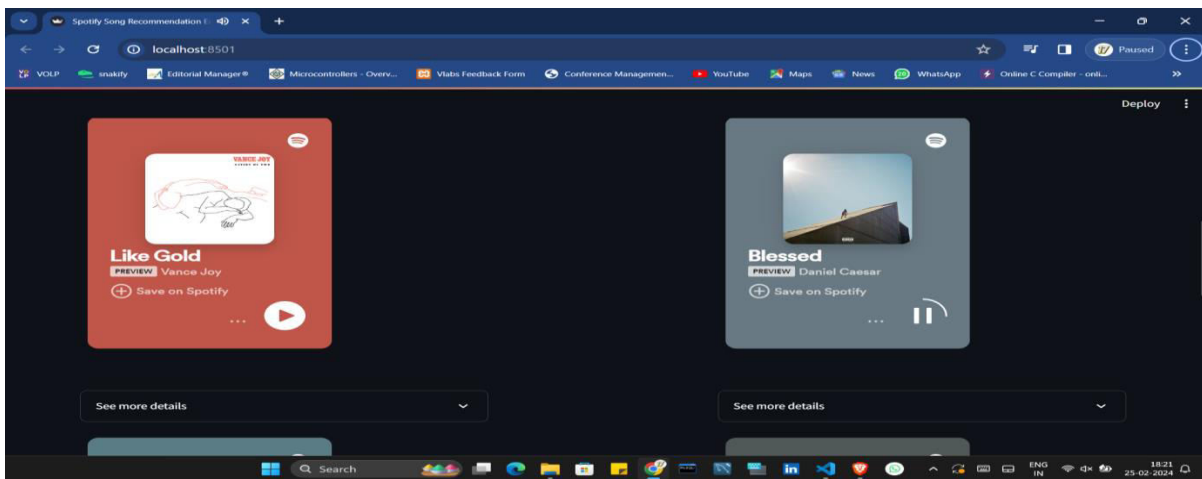 Spotify Song Recommendation
localhost:8501
Paused
VOLP
snakify
Editorial Manager®
Microcontrollers - Overv...
Vlabs Feedback Form
Conference Managemen...
YouTube
Maps
News
WhatsApp
Online C Compiler - onli...
Deploy
VANCE JOY
Like Gold
PREVIEW Vance Joy
Save on Spotify
...
Blessed
PREVIEW Daniel Caesar
Save on Spotify
...
See more details
See more details
Search
ENG
IN
18:21
25-02-2024